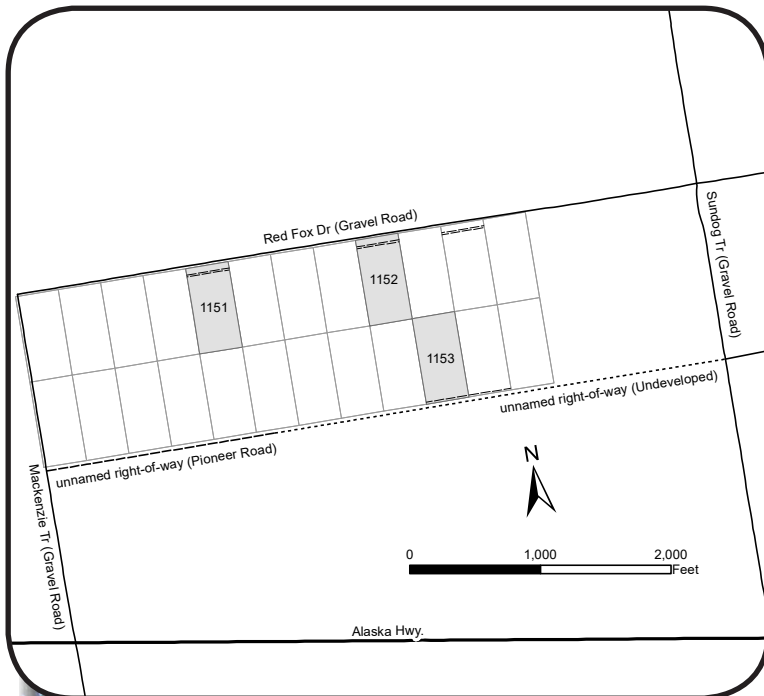 Red Fox Dr (Gravel Road)
Sundog Tr (Gravel Road)
1151
1152
1153
unnamed right-of-way (Undeveloped)
unnamed right-of-way (Pioneer Road)
Mackenzie Tr (Gravel Road)
N
0 1,000 2,000
Feet
Alaska Hwy.